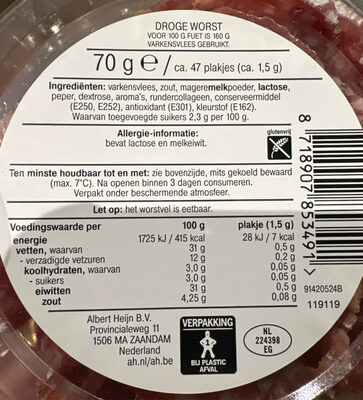 DROGE WORST
VOOR 100 G FUET IS 160 G
VARKENSVLEES GEBRUIKT.
70 g e / ca. 47 plakjes (ca. 1,5 g)
Ingrediënten: varkensvlees, zout, mageremelkpoeder, lactose,
peper, dextrose, aroma's, rundercollageen, conserveermiddel
(E250, E252), antioxidant (E301), kleurstof (E162).
Waarvan toegevoegde suikers 2,3 g per 100 g.
Allergie-informatie:
bevat lactose en melkeiwit.
glutenvrij
Ten minste houdbaar tot en met: zie bovenzijde, mits gekoeld bewaard
(max. 7°C). Na openen binnen 3 dagen consumeren.
Verpakt onder beschermende atmosfeer.
Let op: het worstvel is eetbaar.
Voedingswaarde per 100 g plakje (1,5 g)
energie 1725 kJ / 415 kcal 28 kJ / 7 kcal
vetten, waarvan 31 g 0,5 g
- verzadigde vetzuren 12 g 0,2 g
koolhydraten, waarvan 3,0 g 0,05 g
- suikers 3,0 g 0,05 g
eiwitten 31 g 0,5 g
zout 4,25 g 0,08 g
8 718907 853491 >
91420524B
119119
Albert Heijn B.V.
Provincialeweg 11
1506 MA ZAANDAM
Nederland
ah.nl/ah.be
VERPAKKING
1
BIJ PLASTIC
AFVAL
NL
224398
EG